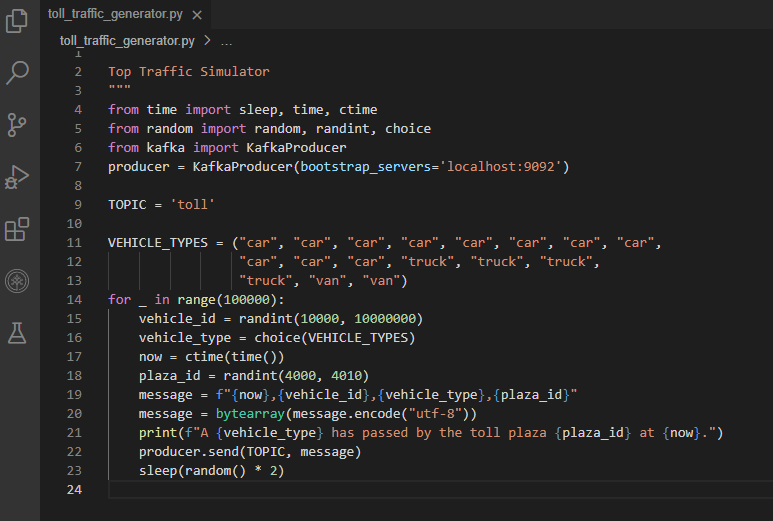 toll_traffic_generator.py ×
toll_traffic_generator.py > ...
1
2 Top Traffic Simulator
3 """
4 from time import sleep, time, ctime
5 from random import random, randint, choice
6 from kafka import KafkaProducer
7 producer = KafkaProducer(bootstrap_servers='localhost:9092')
8
9 TOPIC = 'toll'
10
11 VEHICLE_TYPES = ("car", "car", "car", "car", "car", "car", "car", "car",
12                  "car", "car", "car", "truck", "truck", "truck",
13                  "truck", "van", "van")
14 for _ in range(100000):
15     vehicle_id = randint(10000, 10000000)
16     vehicle_type = choice(VEHICLE_TYPES)
17     now = ctime(time())
18     plaza_id = randint(4000, 4010)
19     message = f"{now},{vehicle_id},{vehicle_type},{plaza_id}"
20     message = bytearray(message.encode("utf-8"))
21     print(f"A {vehicle_type} has passed by the toll plaza {plaza_id} at {now}.")
22     producer.send(TOPIC, message)
23     sleep(random() * 2)
24